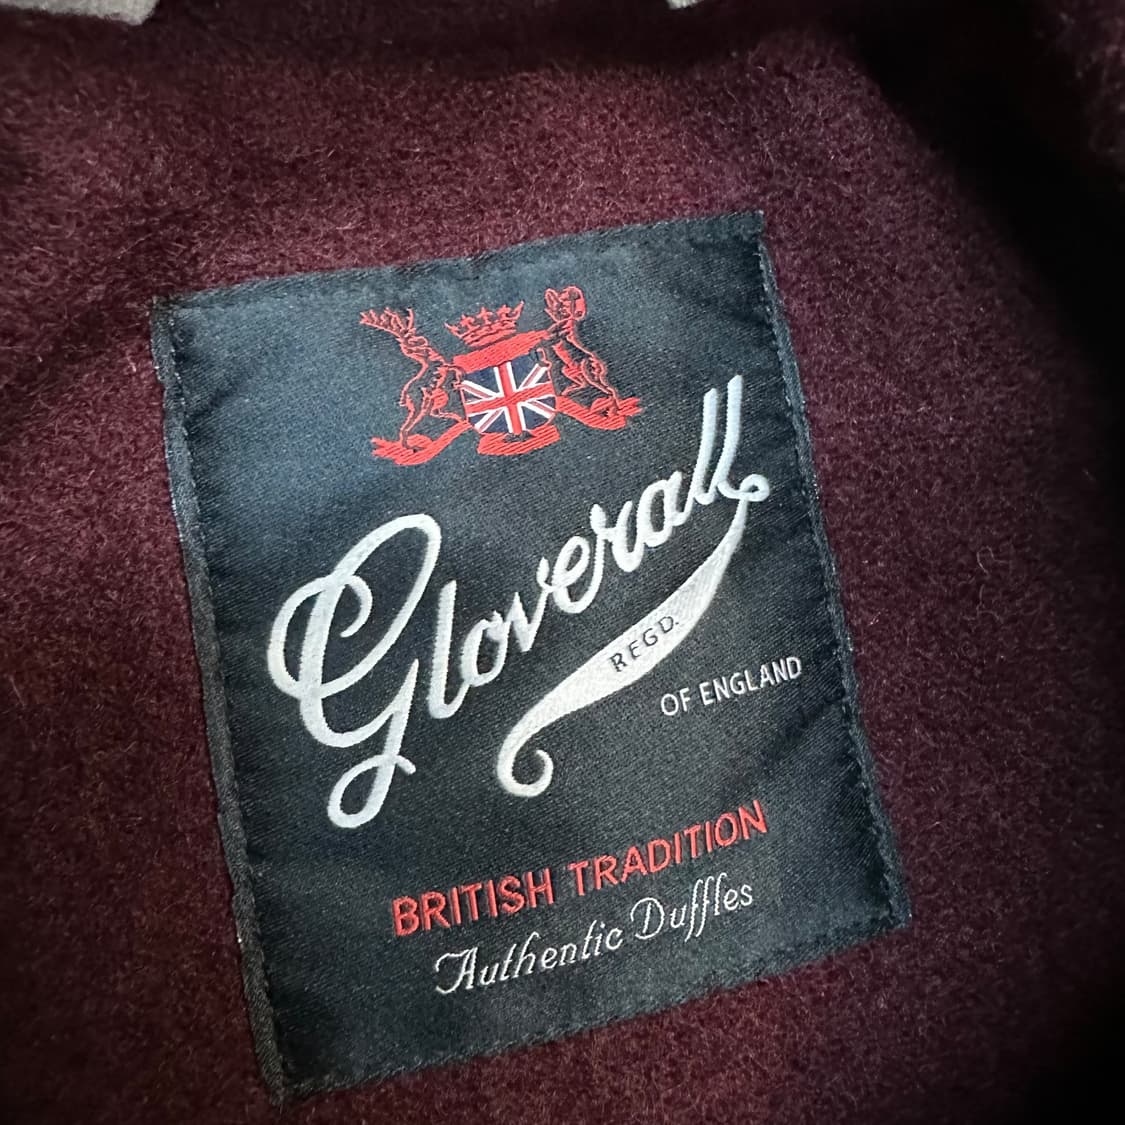 Gloverall
REGD.
OF ENGLAND
BRITISH TRADITION
Authentic Duffles